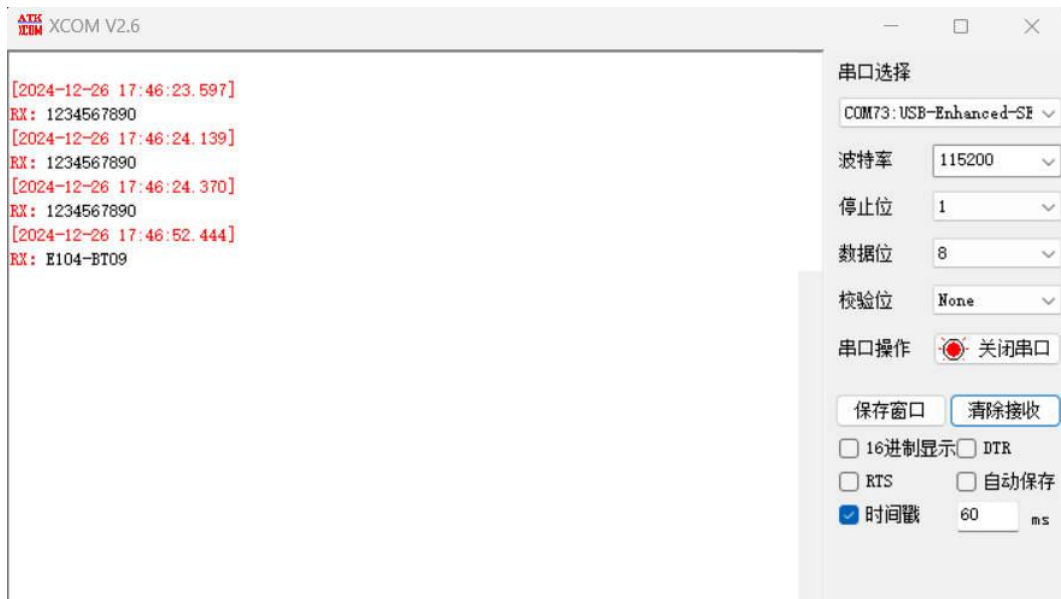 ATK
XCOM XCOM V2.6
[2024-12-26 17:46:23.597]
RX: 1234567890
[2024-12-26 17:46:24.139]
RX: 1234567890
[2024-12-26 17:46:24.370]
RX: 1234567890
[2024-12-26 17:46:52.444]
RX: E104-BT09
串口选择
COM73:USB-Enhanced-SE
波特率 115200
停止位 1
数据位 8
校验位 None
串口操作 关闭串口
保存窗口 清除接收
16进制显示 DTR
RTS 自动保存
时间戳 60 ms